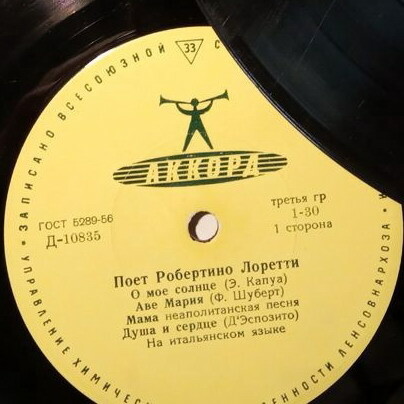 • ЗАПИСАНО ВСЕСОЮЗНОЙ 33 С
АККОРД
ГОСТ 5289-56
Д-10835
третья гр
1-30
1 сторона
Поет Робертино Лоретти
О мое солнце (Э. Капуа)
Аве Мария (Ф. Шуберт)
Мама неаполитанская песня
Душа и сердце (Д'Эспозито)
На итальянском языке
УПРАВЛЕНИЕ ХИМИЧЕС
ЕННОСТИ ЛЕНСОВНАРХОЗА •